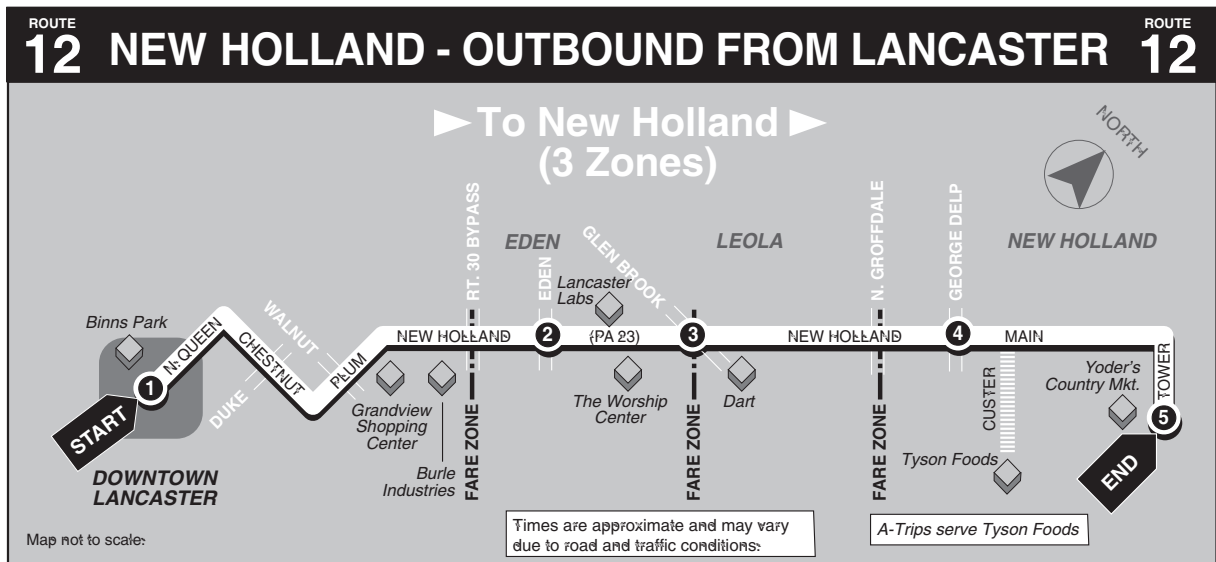 ROUTE
12
NEW HOLLAND - OUTBOUND FROM LANCASTER
ROUTE
12
To New Holland
(3 Zones)
NORTH
EDEN
LEOLA
NEW HOLLAND
RT. 30 BYPASS
EDEN
GLEN BROOK
N. GROFFDALE
GEORGE DELP
Lancaster
Labs
Binns Park
N. QUEEN
WALNUT
CHESTNUT
DUKE
PLUM
NEW HOLLAND
(PA 23)
NEW HOLLAND
MAIN
TOWER
CUSTER
1
2
3
4
5
START
END
DOWNTOWN
LANCASTER
Grandview
Shopping
Center
Burle
Industries
FARE ZONE
The Worship
Center
FARE ZONE
Dart
FARE ZONE
Tyson Foods
Yoder's
Country Mkt.
Map not to scale.
Times are approximate and may vary
due to road and traffic conditions.
A-Trips serve Tyson Foods